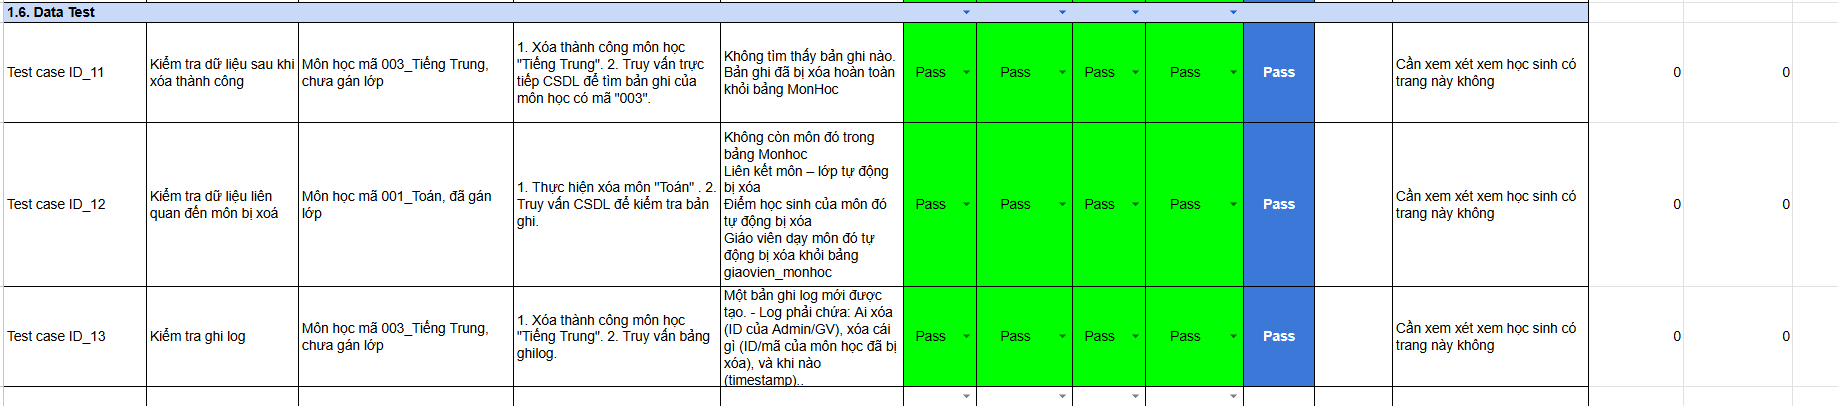 1.6. Data Test
Test case ID_11
Kiểm tra dữ liệu sau khi
xóa thành công
Môn học mã 003_Tiếng Trung,
chưa gán lớp
1. Xóa thành công môn học
"Tiếng Trung". 2. Truy vấn trực
tiếp CSDL để tìm bản ghi của
môn học có mã "003".
Không tìm thấy bản ghi nào.
Bản ghi đã bị xóa hoàn toàn
khỏi bảng MonHoc
Pass
Pass
Pass
Pass
Pass
Cần xem xét xem học sinh có
trang này không
0
0
Test case ID_12
Kiểm tra dữ liệu liên
quan đến môn bị xoá
Môn học mã 001_Toán, đã gán
lớp
1. Thực hiện xóa môn "Toán" . 2.
Truy vấn CSDL để kiểm tra bản
ghi.
Không còn môn đó trong
bảng Monhoc
Liên kết môn – lớp tự động
bị xóa
Điểm học sinh của môn đó
tự động bị xóa
Giáo viên dạy môn đó tự
động bị xóa khỏi bảng
giaovien_monhoc
Pass
Pass
Pass
Pass
Pass
Cần xem xét xem học sinh có
trang này không
0
0
Test case ID_13
Kiểm tra ghi log
Môn học mã 003_Tiếng Trung,
chưa gán lớp
1. Xóa thành công môn học
"Tiếng Trung". 2. Truy vấn bảng
ghilog.
Một bản ghi log mới được
tạo. - Log phải chứa: Ai xóa
(ID của Admin/GV), xóa cái
gì (ID/mã của môn học đã bị
xóa), và khi nào
(timestamp)..
Pass
Pass
Pass
Pass
Pass
Cần xem xét xem học sinh có
trang này không
0
0